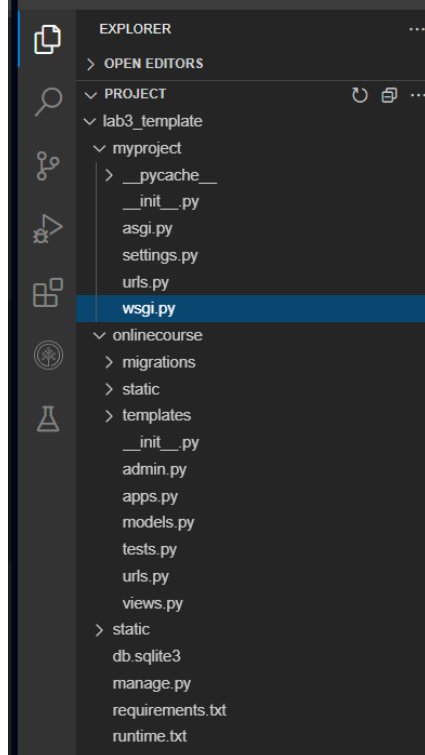 EXPLORER
OPEN EDITORS
PROJECT
lab3_template
myproject
__pycache__
__init__.py
asgi.py
settings.py
urls.py
wsgi.py
onlinecourse
migrations
static
templates
__init__.py
admin.py
apps.py
models.py
tests.py
urls.py
views.py
static
db.sqlite3
manage.py
requirements.txt
runtime.txt